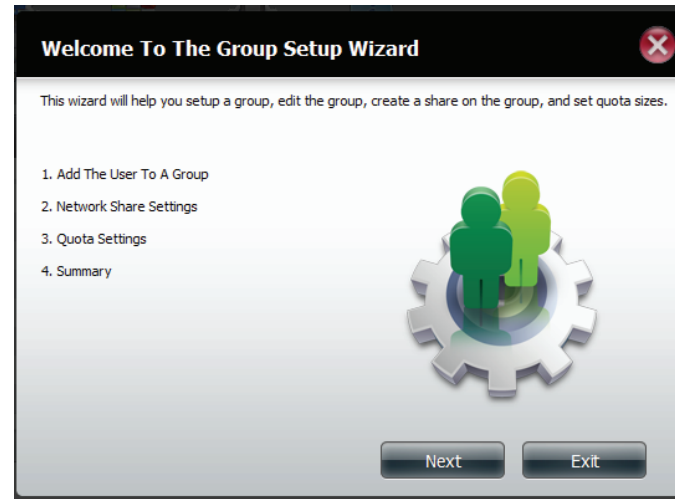 Welcome To The Group Setup Wizard
This wizard will help you setup a group, edit the group, create a share on the group, and set quota sizes.
1. Add The User To A Group
2. Network Share Settings
3. Quota Settings
4. Summary
Next Exit